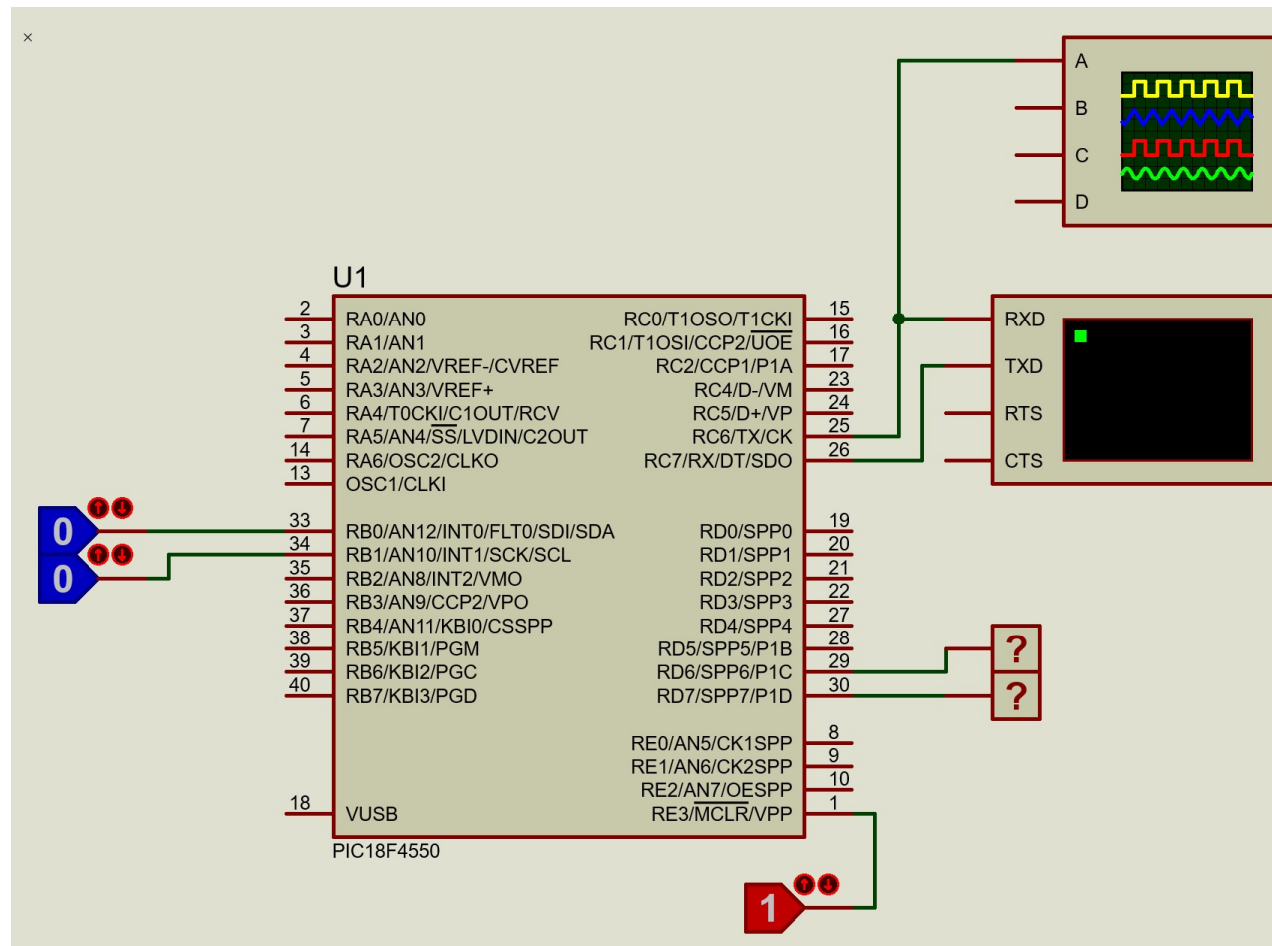 A
B
C
D
U1
2 RA0/AN0 RC0/T1OSO/T1CKI 15 RXD
3 RA1/AN1 RC1/T1OSI/CCP2/UOE 16
4 RA2/AN2/VREF-/CVREF RC2/CCP1/P1A 17 TXD
5 RA3/AN3/VREF+ RC4/D-/VM 23
6 RA4/T0CKI/C1OUT/RCV RC5/D+/VP 24 RTS
7 RA5/AN4/SS/LVDIN/C2OUT RC6/TX/CK 25
14 RA6/OSC2/CLKO RC7/RX/DT/SDO 26 CTS
13 OSC1/CLKI
0 33 RB0/AN12/INT0/FLT0/SDI/SDA RD0/SPP0 19
34 RB1/AN10/INT1/SCK/SCL RD1/SPP1 20
0 35 RB2/AN8/INT2/VMO RD2/SPP2 21
36 RB3/AN9/CCP2/VPO RD3/SPP3 22
37 RB4/AN11/KBI0/CSSPP RD4/SPP4 27
38 RB5/KBI1/PGM RD5/SPP5/P1B 28 ?
39 RB6/KBI2/PGC RD6/SPP6/P1C 29
40 RB7/KBI3/PGD RD7/SPP7/P1D 30 ?
RE0/AN5/CK1SPP 8
RE1/AN6/CK2SPP 9
RE2/AN7/OESPP 10
18 VUSB RE3/MCLR/VPP 1
PIC18F4550
1